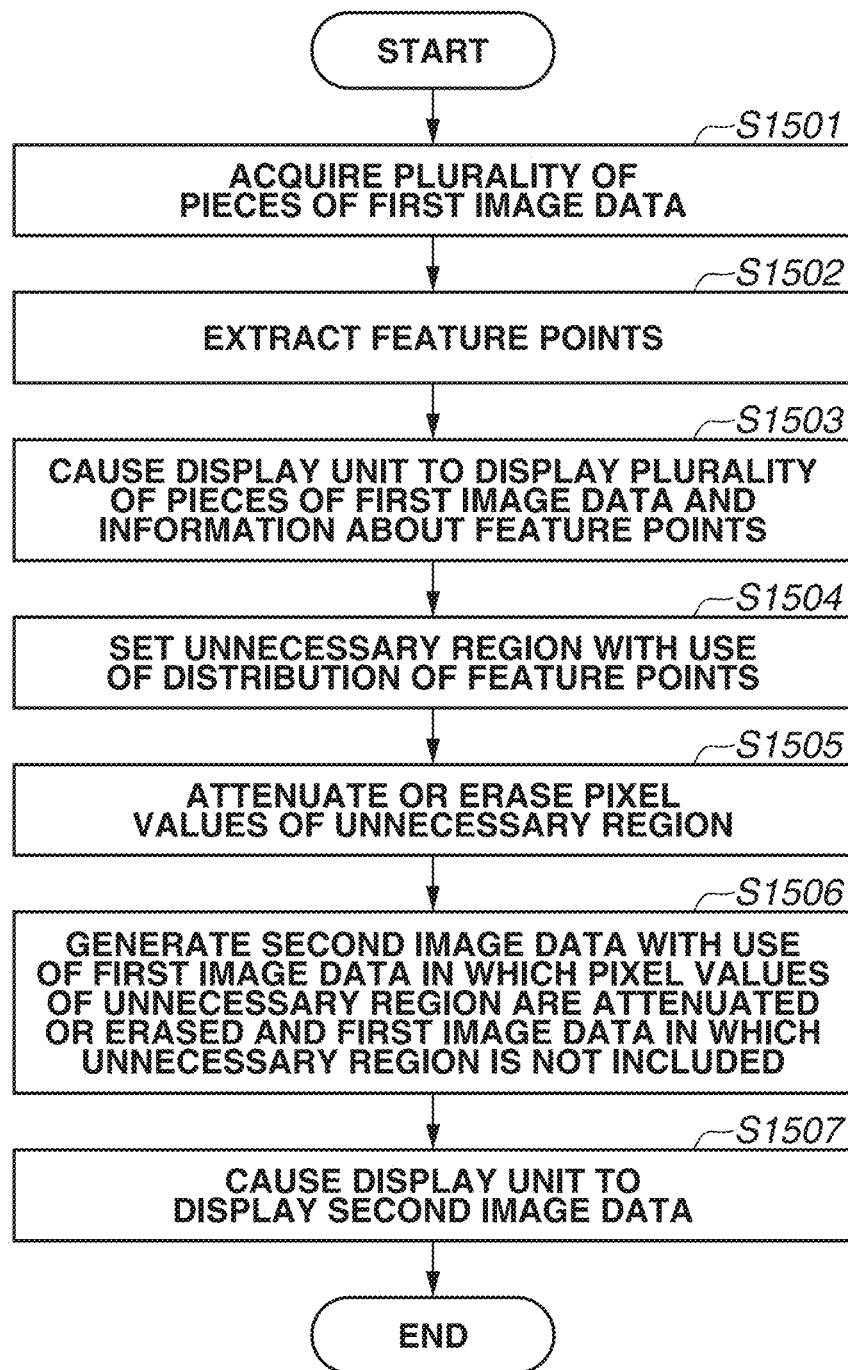 START
S1501
ACQUIRE PLURALITY OF
PIECES OF FIRST IMAGE DATA
S1502
EXTRACT FEATURE POINTS
S1503
CAUSE DISPLAY UNIT TO DISPLAY PLURALITY
OF PIECES OF FIRST IMAGE DATA AND
INFORMATION ABOUT FEATURE POINTS
S1504
SET UNNECESSARY REGION WITH USE
OF DISTRIBUTION OF FEATURE POINTS
S1505
ATTENUATE OR ERASE PIXEL
VALUES OF UNNECESSARY REGION
S1506
GENERATE SECOND IMAGE DATA WITH USE
OF FIRST IMAGE DATA IN WHICH PIXEL VALUES
OF UNNECESSARY REGION ARE ATTENUATED
OR ERASED AND FIRST IMAGE DATA IN WHICH
UNNECESSARY REGION IS NOT INCLUDED
S1507
CAUSE DISPLAY UNIT TO
DISPLAY SECOND IMAGE DATA
END